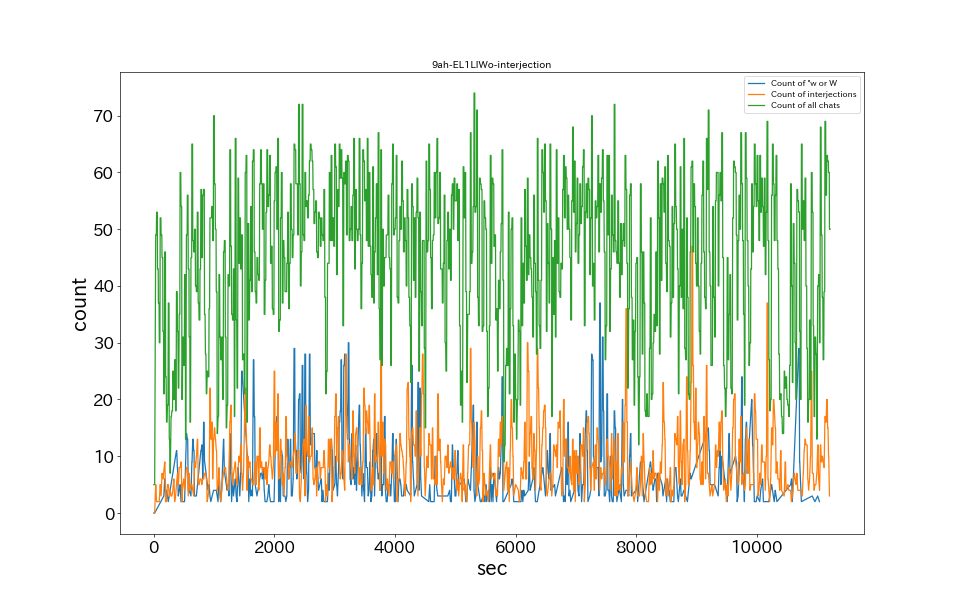 9ah-EL1LlWo-interjection
Count of "w or W
Count of interjections
Count of all chats
70
60
50
40
30
20
10
0
count
0 2000 4000 6000 8000 10000
sec